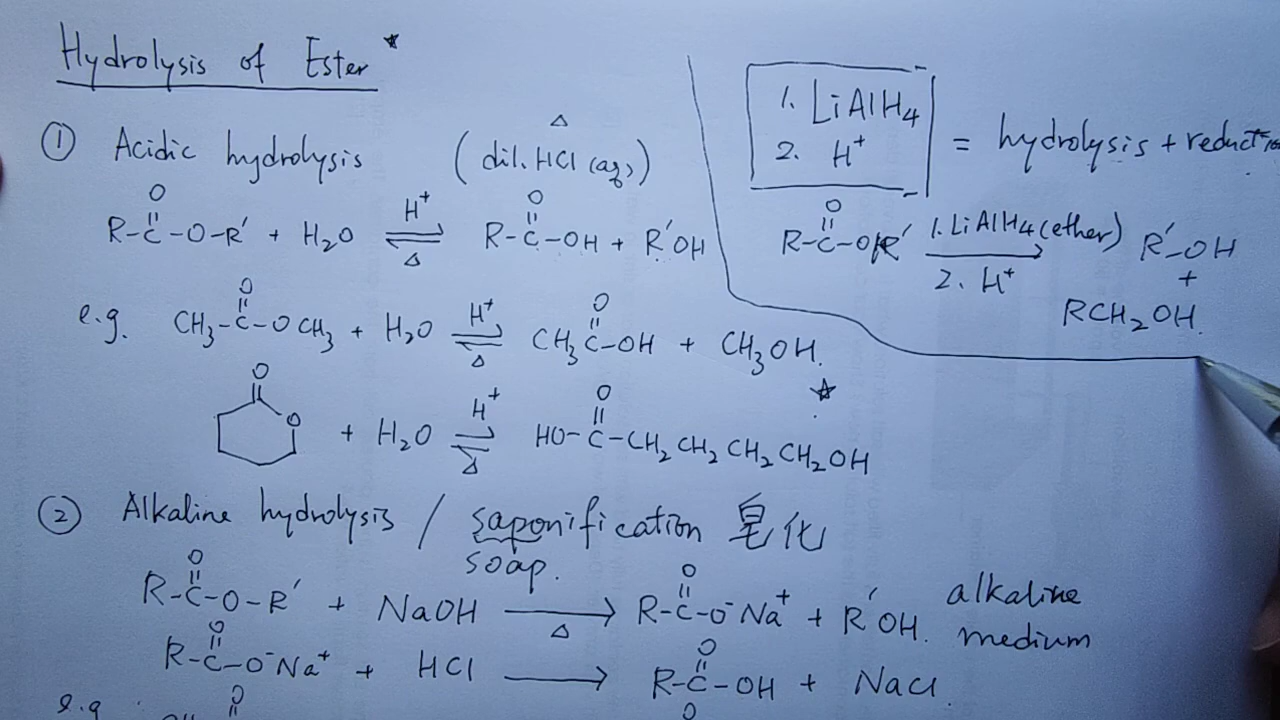 Hydrolysis of Ester *
① Acidic hydrolysis (dil. HCl (aq)) Δ
R-C(=O)-O-R' + H₂O ⇌ (H⁺, Δ) R-C(=O)-OH + R'OH
e.g. CH₃-C(=O)-OCH₃ + H₂O ⇌ (H⁺, Δ) CH₃C(=O)-OH + CH₃OH.
O O + H₂O ⇌ (H⁺, Δ) HO-C(=O)-CH₂CH₂CH₂CH₂OH ☆
1. LiAlH₄
2. H⁺
= hydrolysis + reduction
R-C(=O)-OR' → (1. LiAlH₄ (ether) 2. H⁺) R'-OH
+
RCH₂OH.
② Alkaline hydrolysis / saponification 皂化
soap.
R-C(=O)-O-R' + NaOH → (Δ) R-C(=O)-O⁻Na⁺ + R'OH. alkaline
medium
R-C(=O)-O⁻Na⁺ + HCl → R-C(=O)-OH + NaCl.
e.g